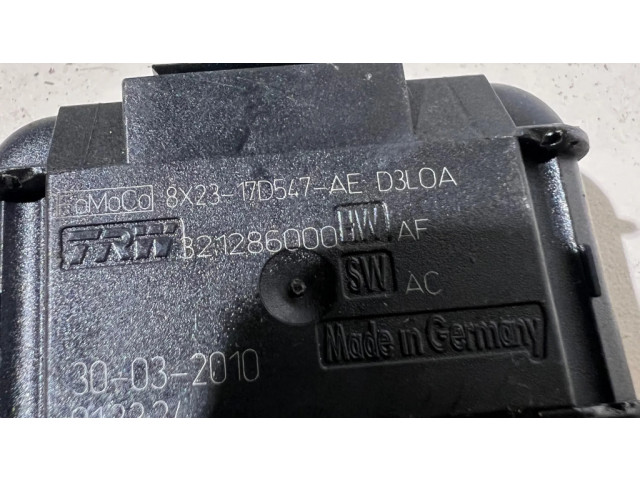 FoMoCo 8X23-17D547-AE D3LOA
TRW 321286000 HW AF
SW AC
Made in Germany
30-03-2010